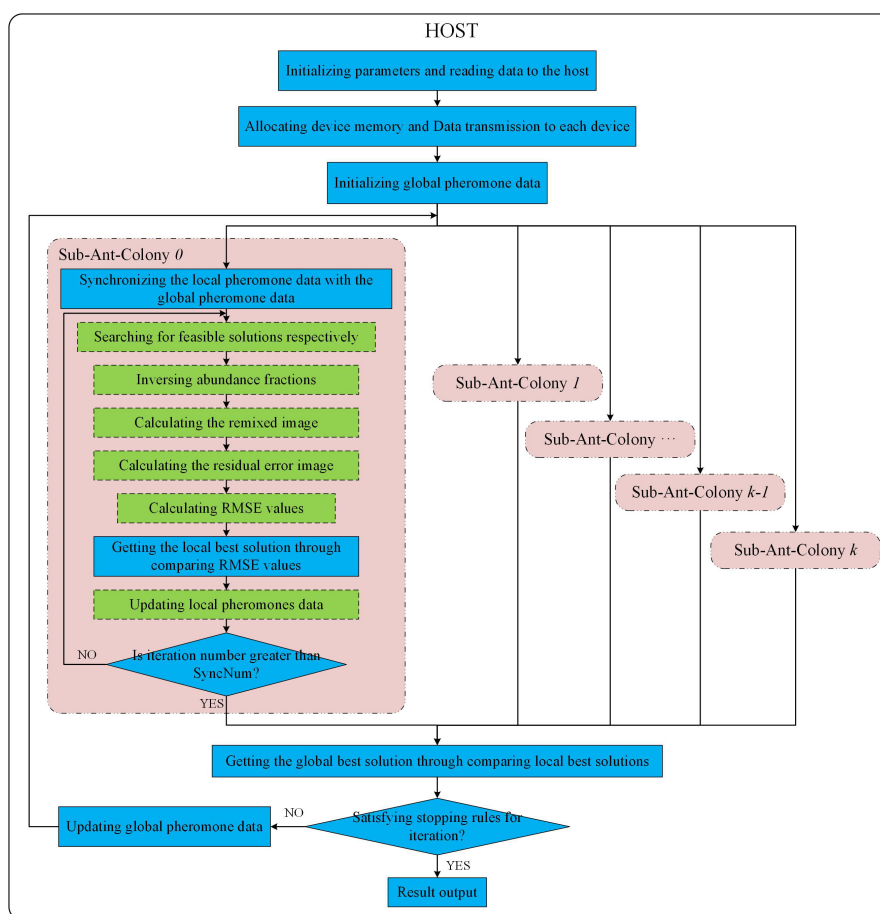 HOST
Initializing parameters and reading data to the host
Allocating device memory and Data transmission to each device
Initializing global pheromone data
Sub-Ant-Colony 0
Synchronizing the local pheromone data with the
global pheromone data
Searching for feasible solutions respectively
Inversing abundance fractions
Calculating the remixed image
Calculating the residual error image
Calculating RMSE values
Getting the local best solution through
comparing RMSE values
Updating local pheromones data
Is iteration number greater than
SyncNum?
NO
YES
Sub-Ant-Colony 1
Sub-Ant-Colony ···
Sub-Ant-Colony k-1
Sub-Ant-Colony k
Getting the global best solution through comparing local best solutions
Satisfying stopping rules for
iteration?
NO
Updating global pheromone data
YES
Result output